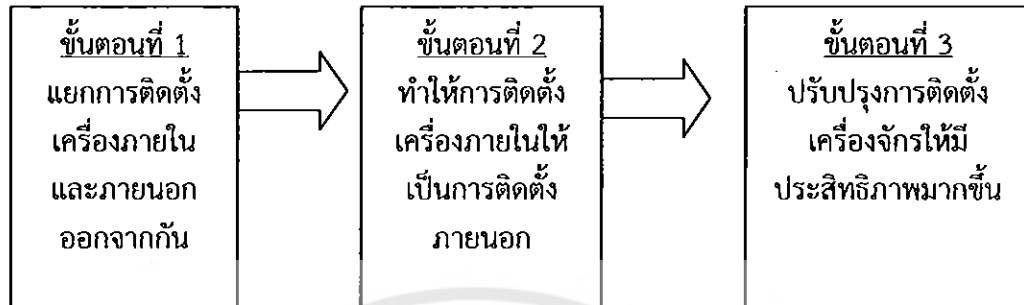 ขั้นตอนที่ 1
แยกการติดตั้ง
เครื่องภายใน
และภายนอก
ออกจากกัน
ขั้นตอนที่ 2
ทำให้การติดตั้ง
เครื่องภายในให้
เป็นการติดตั้ง
ภายนอก
ขั้นตอนที่ 3
ปรับปรุงการติดตั้ง
เครื่องจักรให้มี
ประสิทธิภาพมากขึ้น